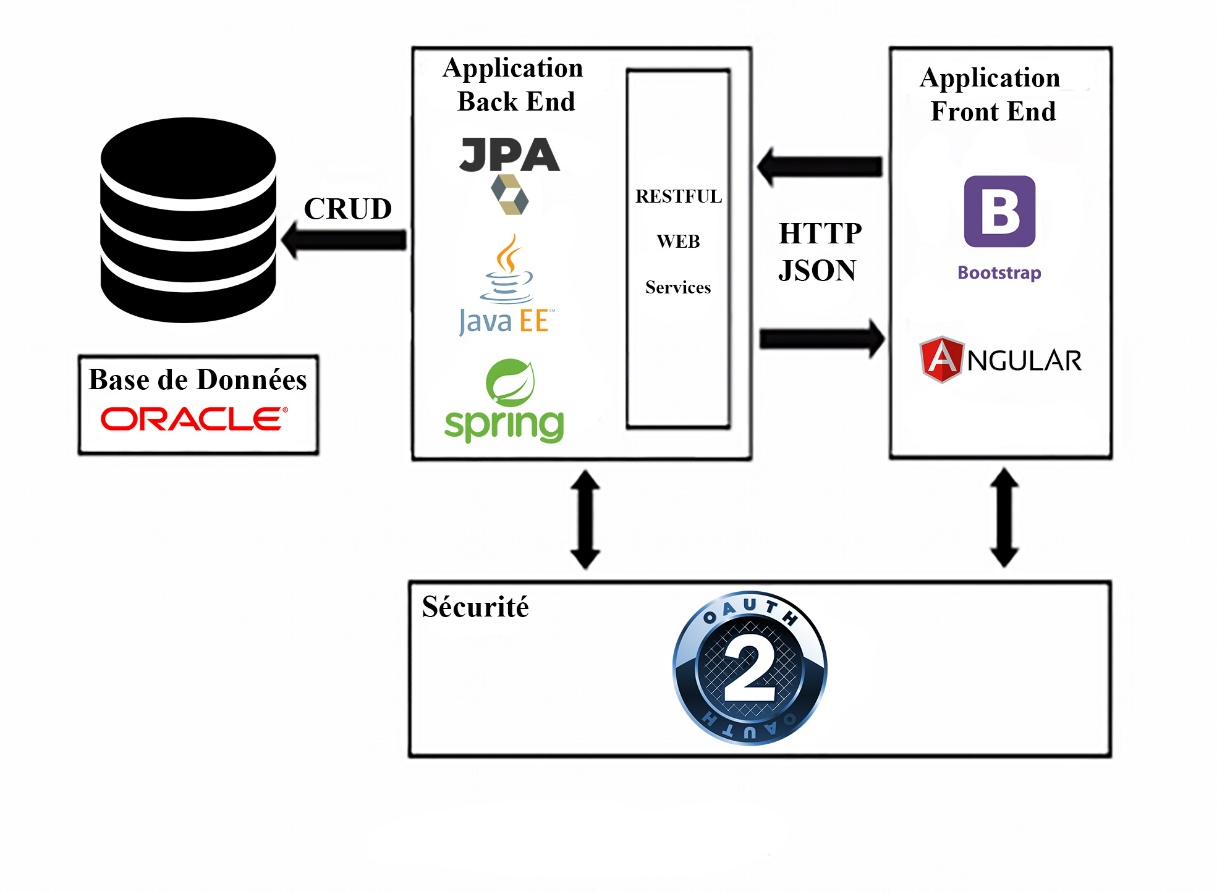 Application
Back End
JPA
Java EE™
spring
RESTFUL
WEB
Services
CRUD
Base de Données
ORACLE®
HTTP
JSON
Application
Front End
B
Bootstrap
ANGULAR
Sécurité
OAUTH
2
OAUTH